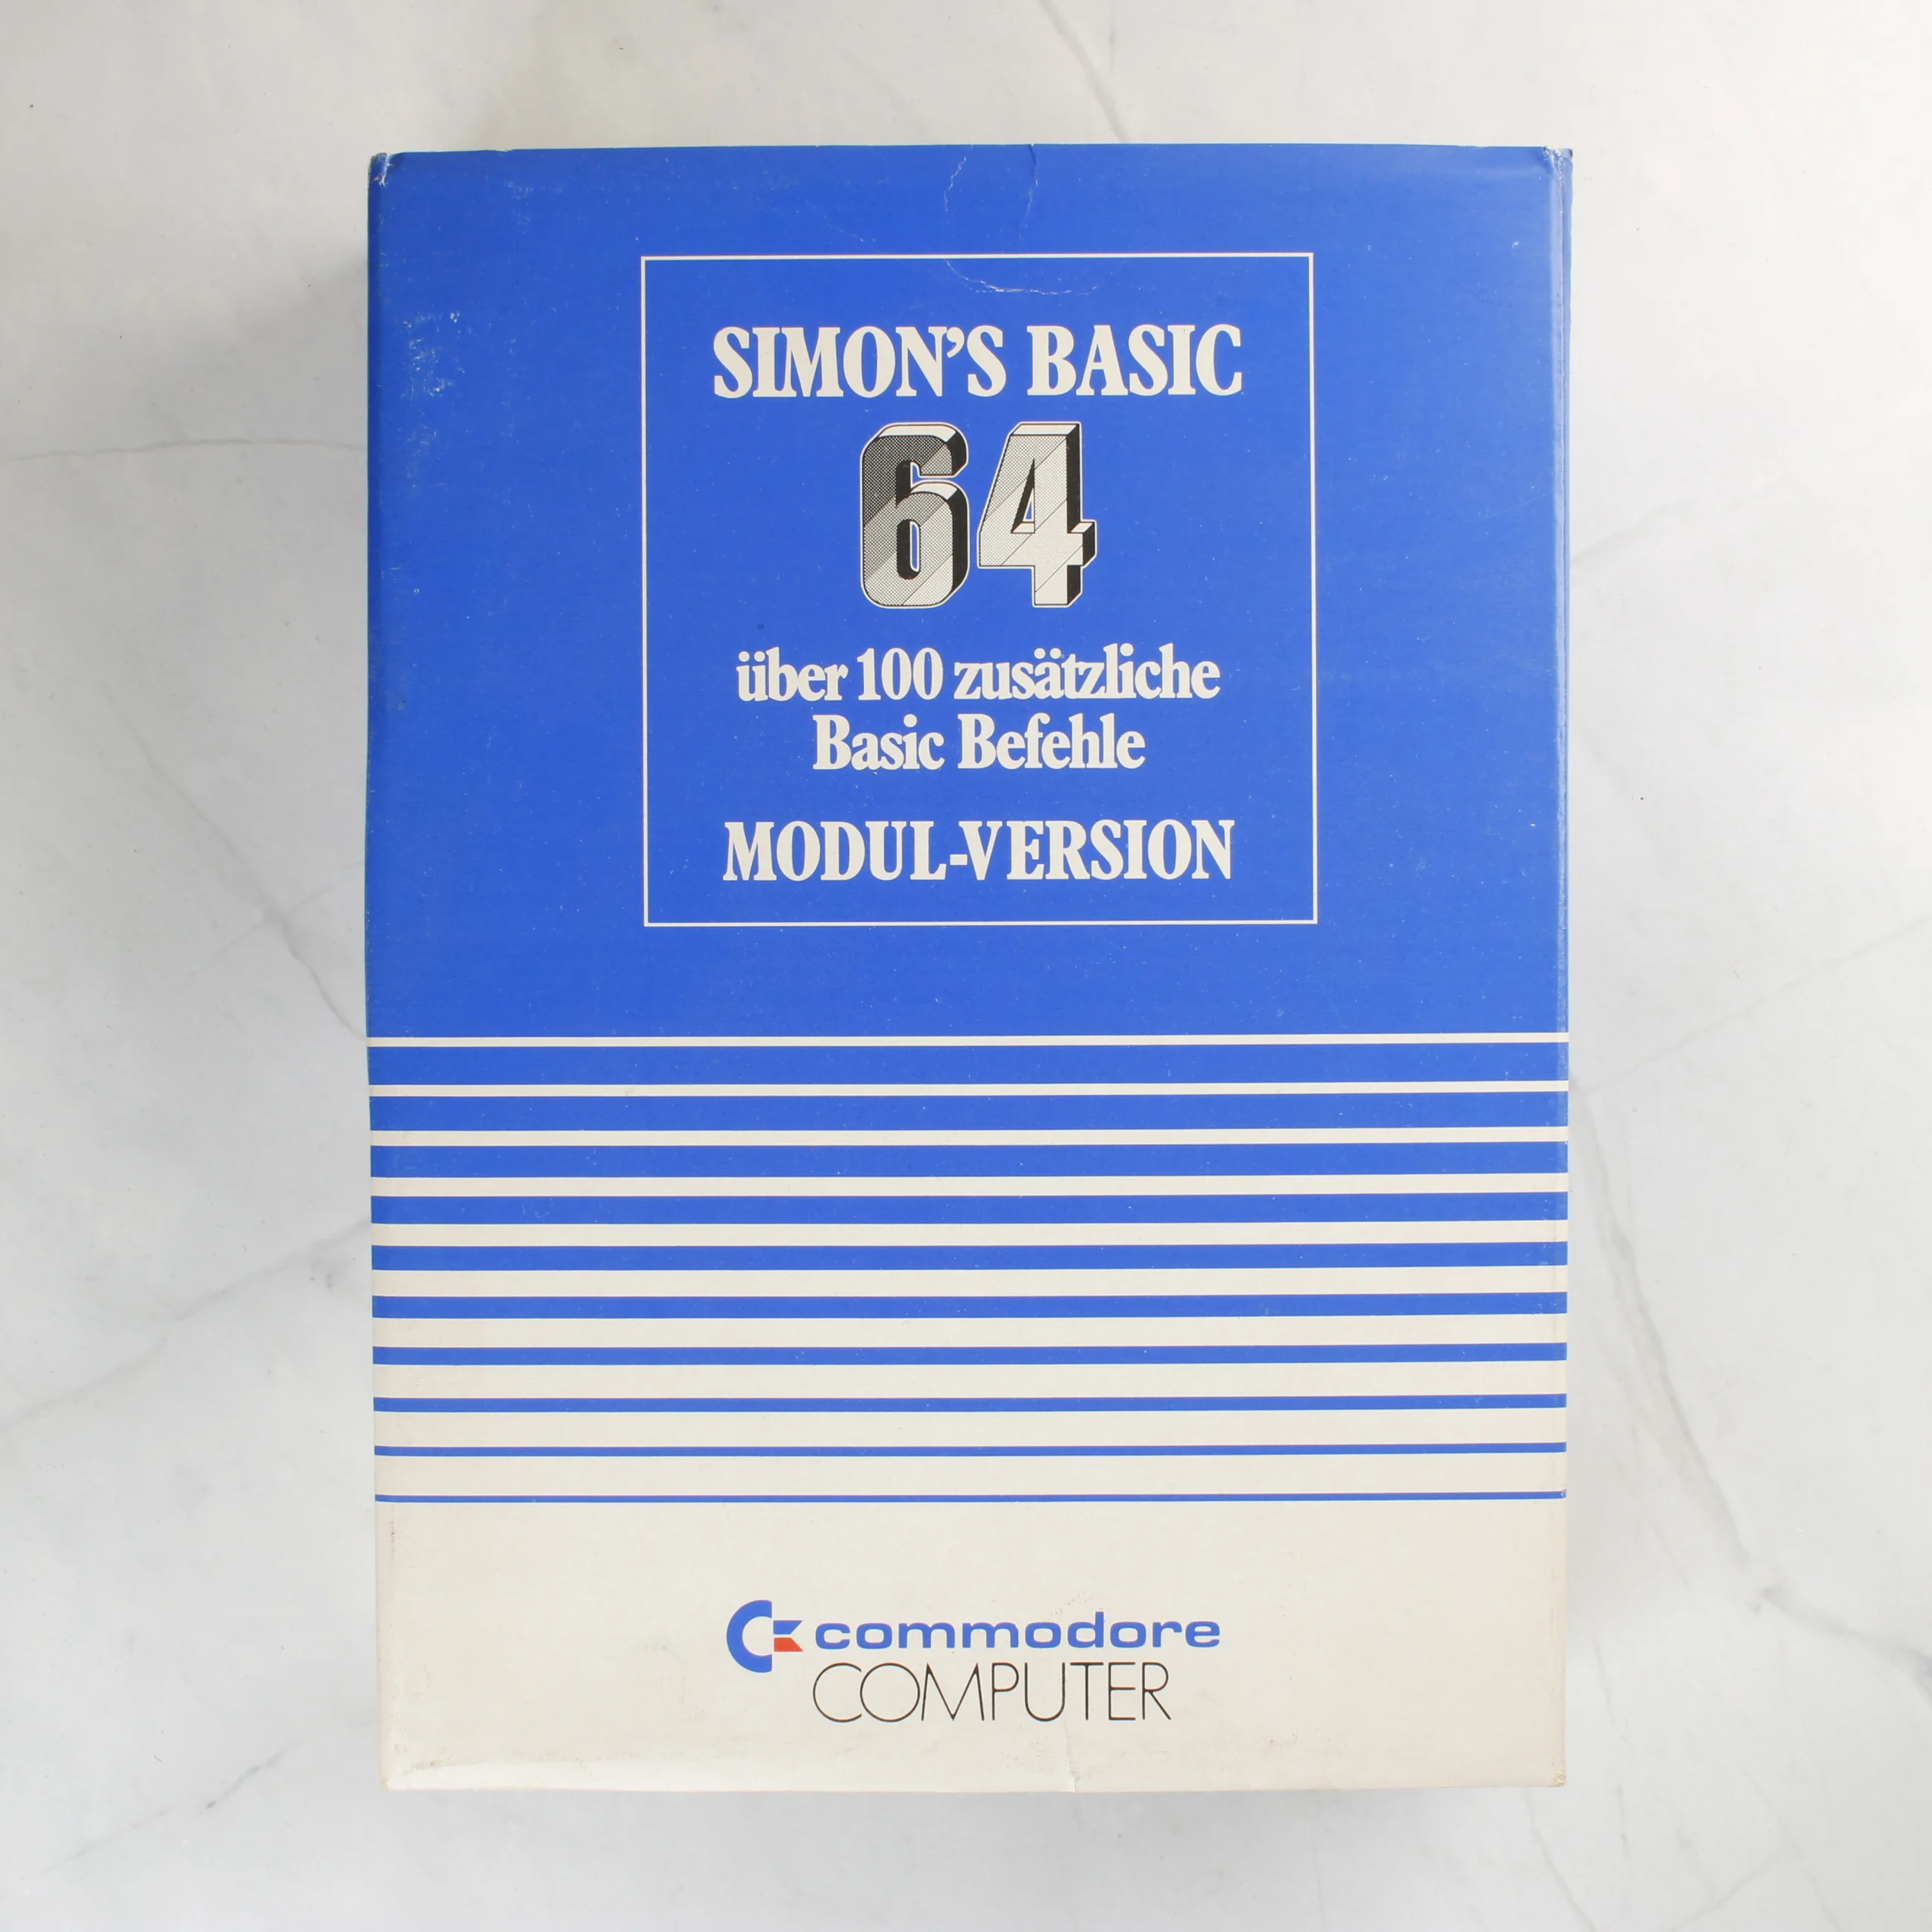 SIMON'S BASIC
64
über 100 zusätzliche
Basic Befehle
MODUL-VERSION
commodore
COMPUTER